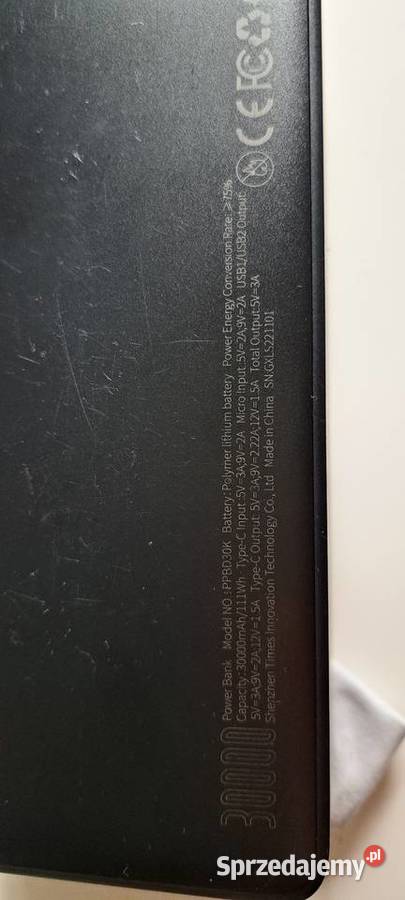 30000
Power Bank Model NO.: PPBD30K Battery: Polymer lithium battery Power Energy Conversion Rate: ≥75%
Capacity: 30000mAh/111Wh Type-C Input: 5V=3A;9V=2A Micro Input: 5V=2A,9V=2A USB1/USB2 Output:
5V=3A;9V=2A,12V=1.5A Type-C Output: 5V=3A,9V=2.22A;12V=1.5A Total Output:5V=3A
Shenzhen Times Innovation Technology Co., Ltd Made in China SN:GXLS221101
CE FC
Sprzedajemy.pl